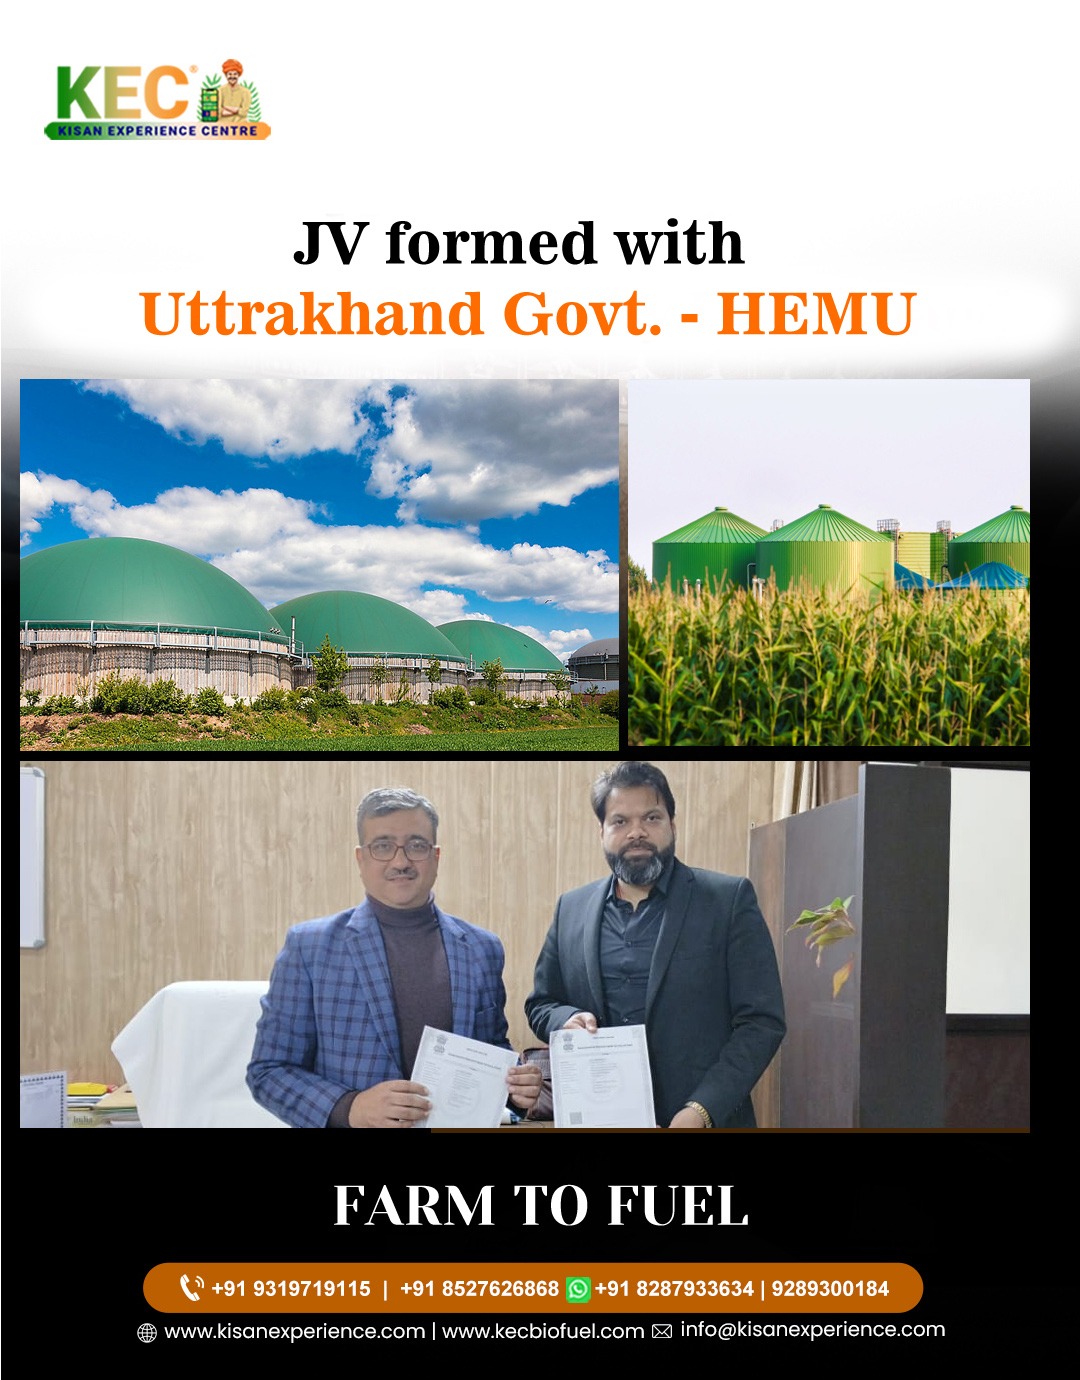 KEC®
KISAN EXPERIENCE CENTRE
JV formed with
Uttrakhand Govt. - HEMU
FARM TO FUEL
+91 9319719115 | +91 8527626868 +91 8287933634 | 9289300184
www.kisanexperience.com | www.kecbiofuel.com info@kisanexperience.com